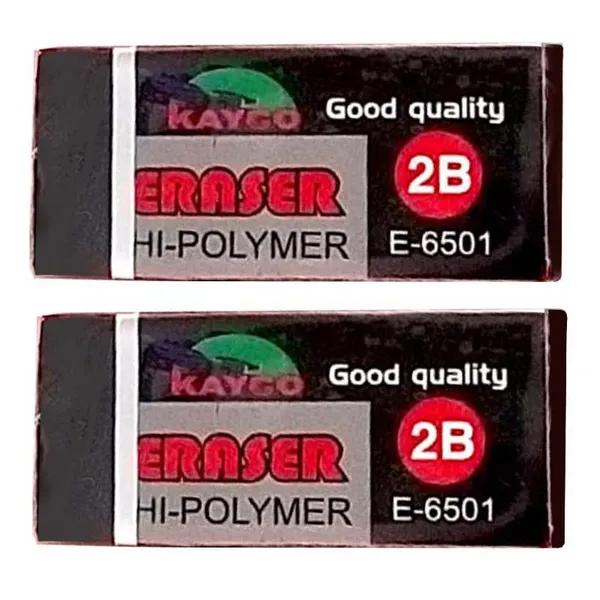 KAYGO
Good quality
ERASER
2B
HI-POLYMER
E-6501
KAYGO
Good quality
ERASER
2B
HI-POLYMER
E-6501